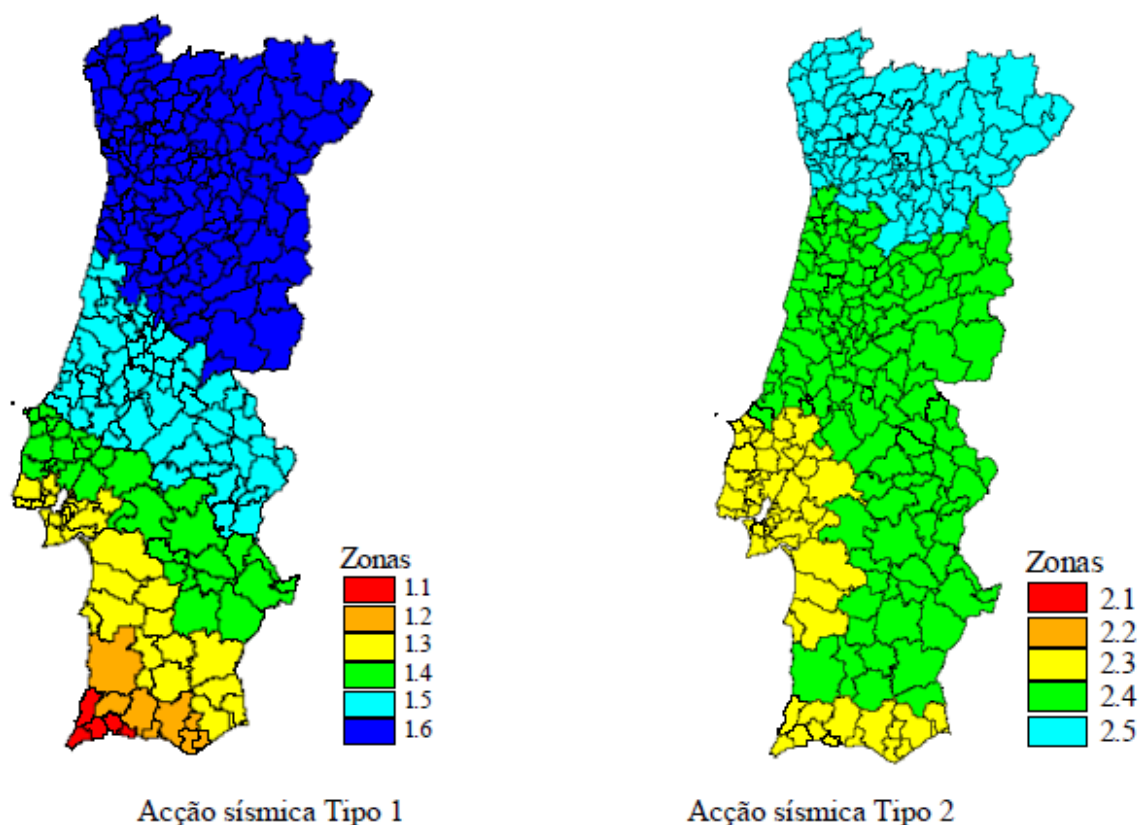 Zonas
1.1
1.2
1.3
1.4
1.5
1.6
Acção sísmica Tipo 1
Zonas
2.1
2.2
2.3
2.4
2.5
Acção sísmica Tipo 2